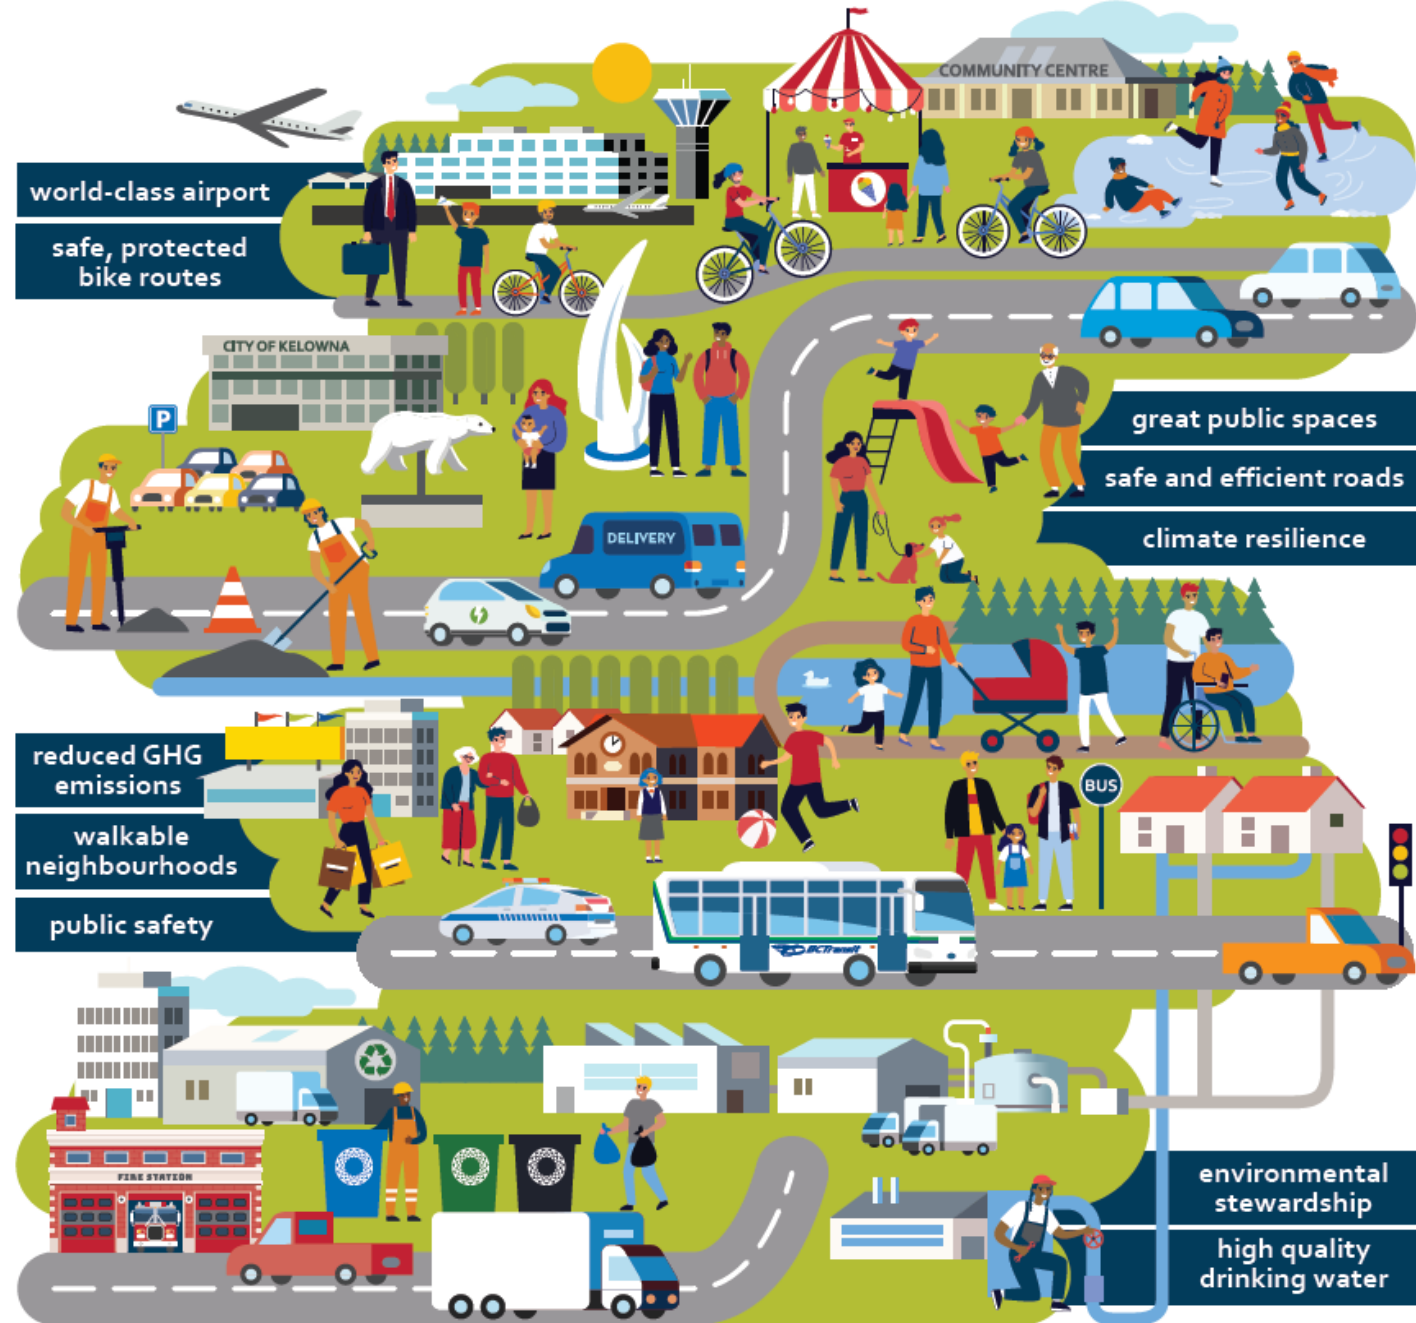 COMMUNITY CENTRE
world-class airport
safe, protected
bike routes
CITY OF KELOWNA
P
great public spaces
safe and efficient roads
climate resilience
DELIVERY
reduced GHG
emissions
walkable
neighbourhoods
public safety
BUS
BCTransit
FIRE STATION
environmental
stewardship
high quality
drinking water